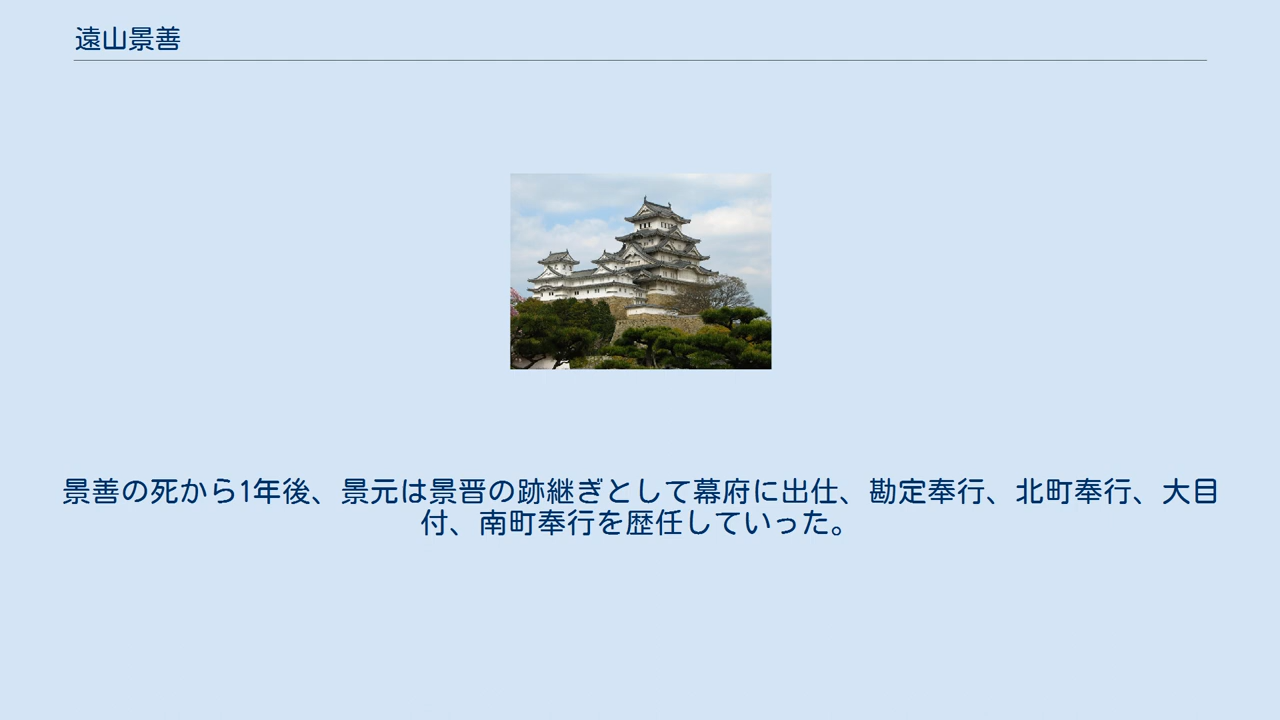 遠山景善
景善の死から1年後、景元は景晋の跡継ぎとして幕府に出仕、勘定奉行、北町奉行、大目
付、南町奉行を歴任していった。